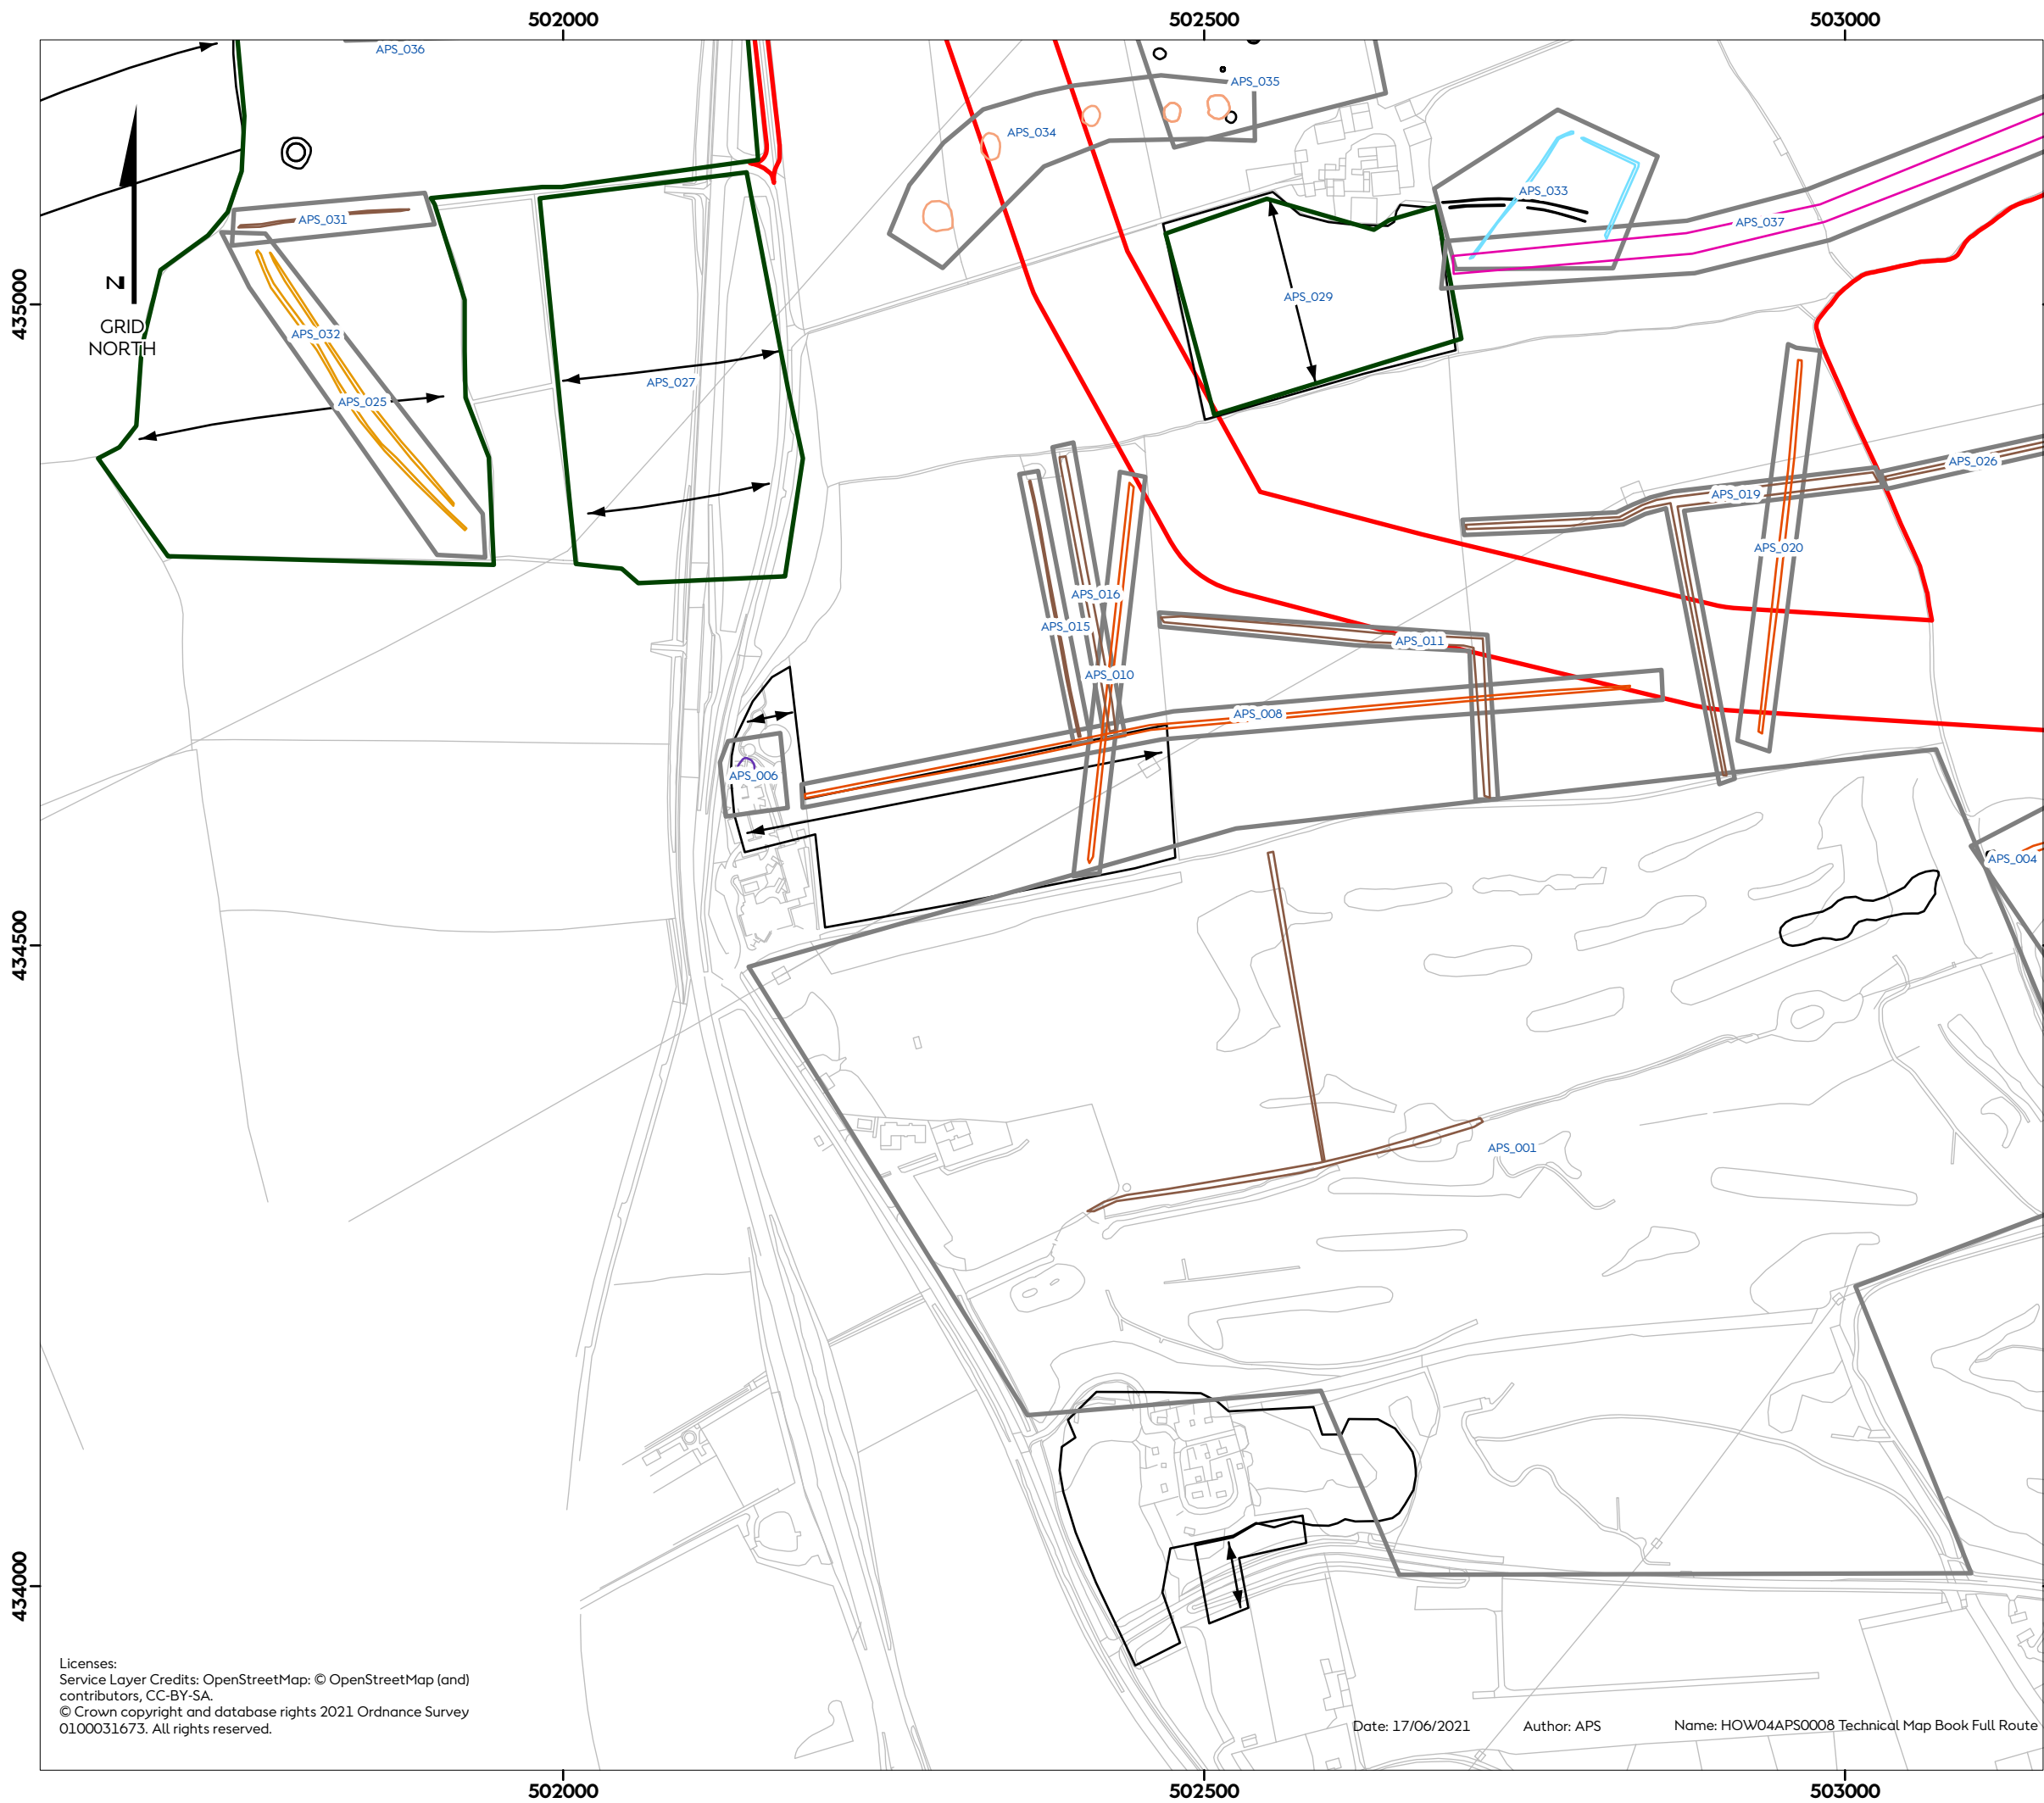 502000
502500
503000
APS_036
APS_035
APS_034
APS_033
APS_031
APS_037
N
435000
GRID
NORTH
APS_029
APS_032
APS_027
APS_025
APS_026
APS_019
APS_020
APS_016
APS_015
APS_011
APS_010
APS_008
APS_006
APS_004
434500
APS_001
434000
Licenses:
Service Layer Credits: OpenStreetMap: © OpenStreetMap (and)
contributors, CC-BY-SA.
© Crown copyright and database rights 2021 Ordnance Survey
0100031673. All rights reserved.
Date: 17/06/2021
Author: APS
Name: HOW04APS0008 Technical Map Book Full Route
502000
502500
503000